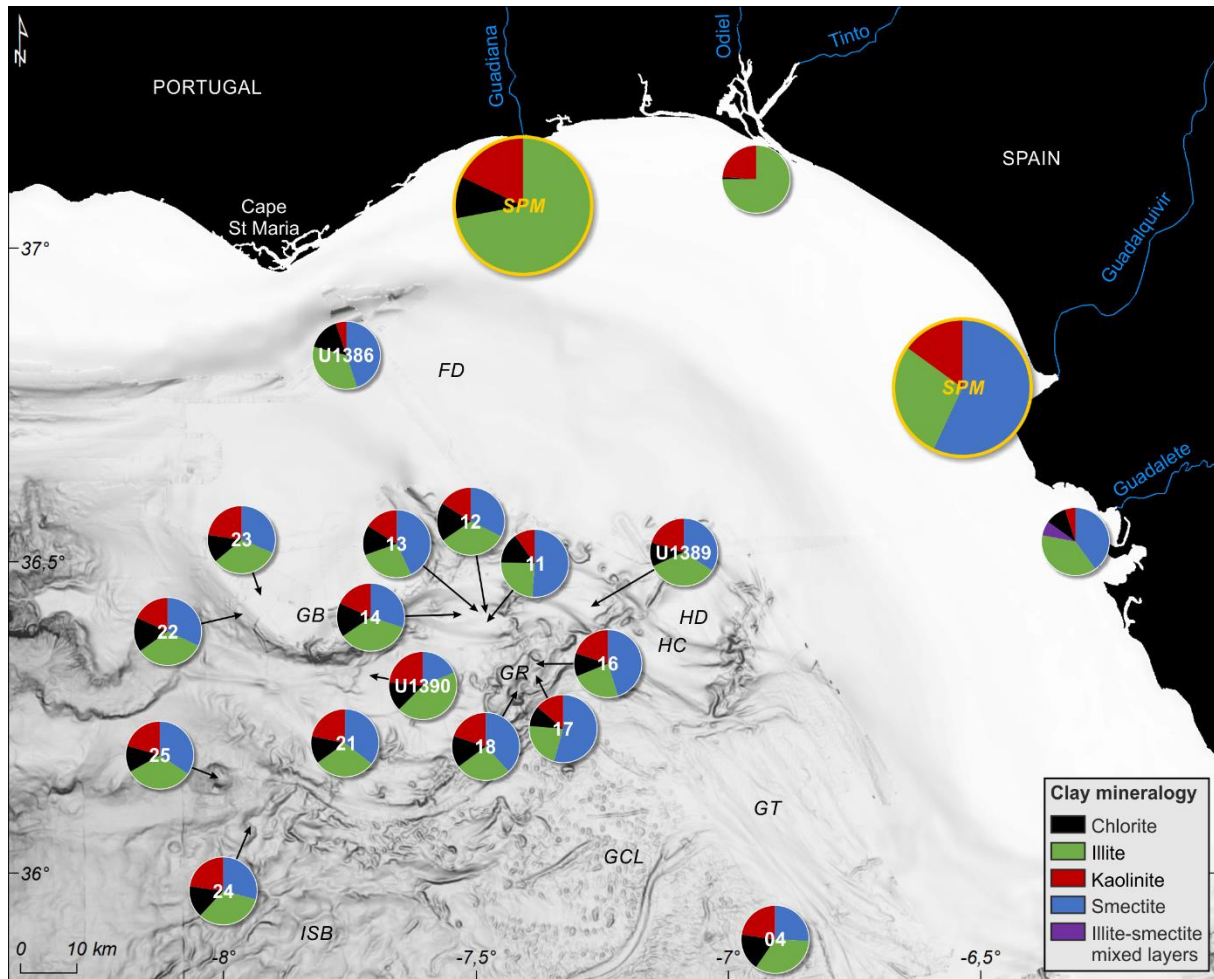 N
PORTUGAL
Guadiana
Odiel
Tinto
SPAIN
Guadalquivir
Cape
St Maria
SPM
37°
U1386
FD
SPM
Guadalete
23
13
12
11
U1389
36,5°
22
GB
14
HD
HC
16
GR
U1390
25
21
18
17
GT
GCL
36°
24
ISB
04
0 10 km
-8°
-7,5°
-7°
-6,5°
Clay mineralogy
Chlorite
Illite
Kaolinite
Smectite
Illite-smectite
mixed layers